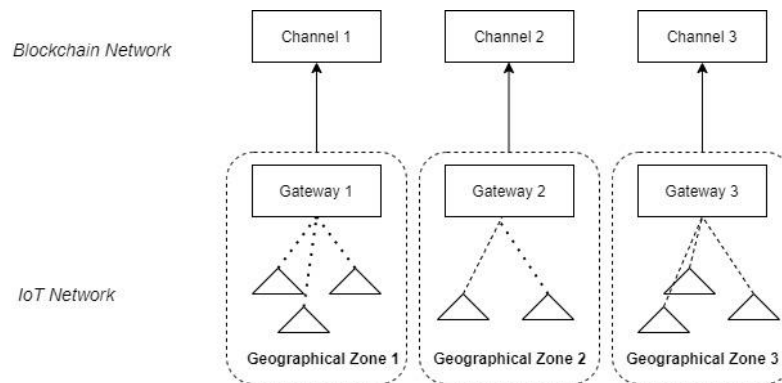 Channel 1
Channel 2
Channel 3
Blockchain Network
Gateway 1
Gateway 2
Gateway 3
IoT Network
Geographical Zone 1
Geographical Zone 2
Geographical Zone 3